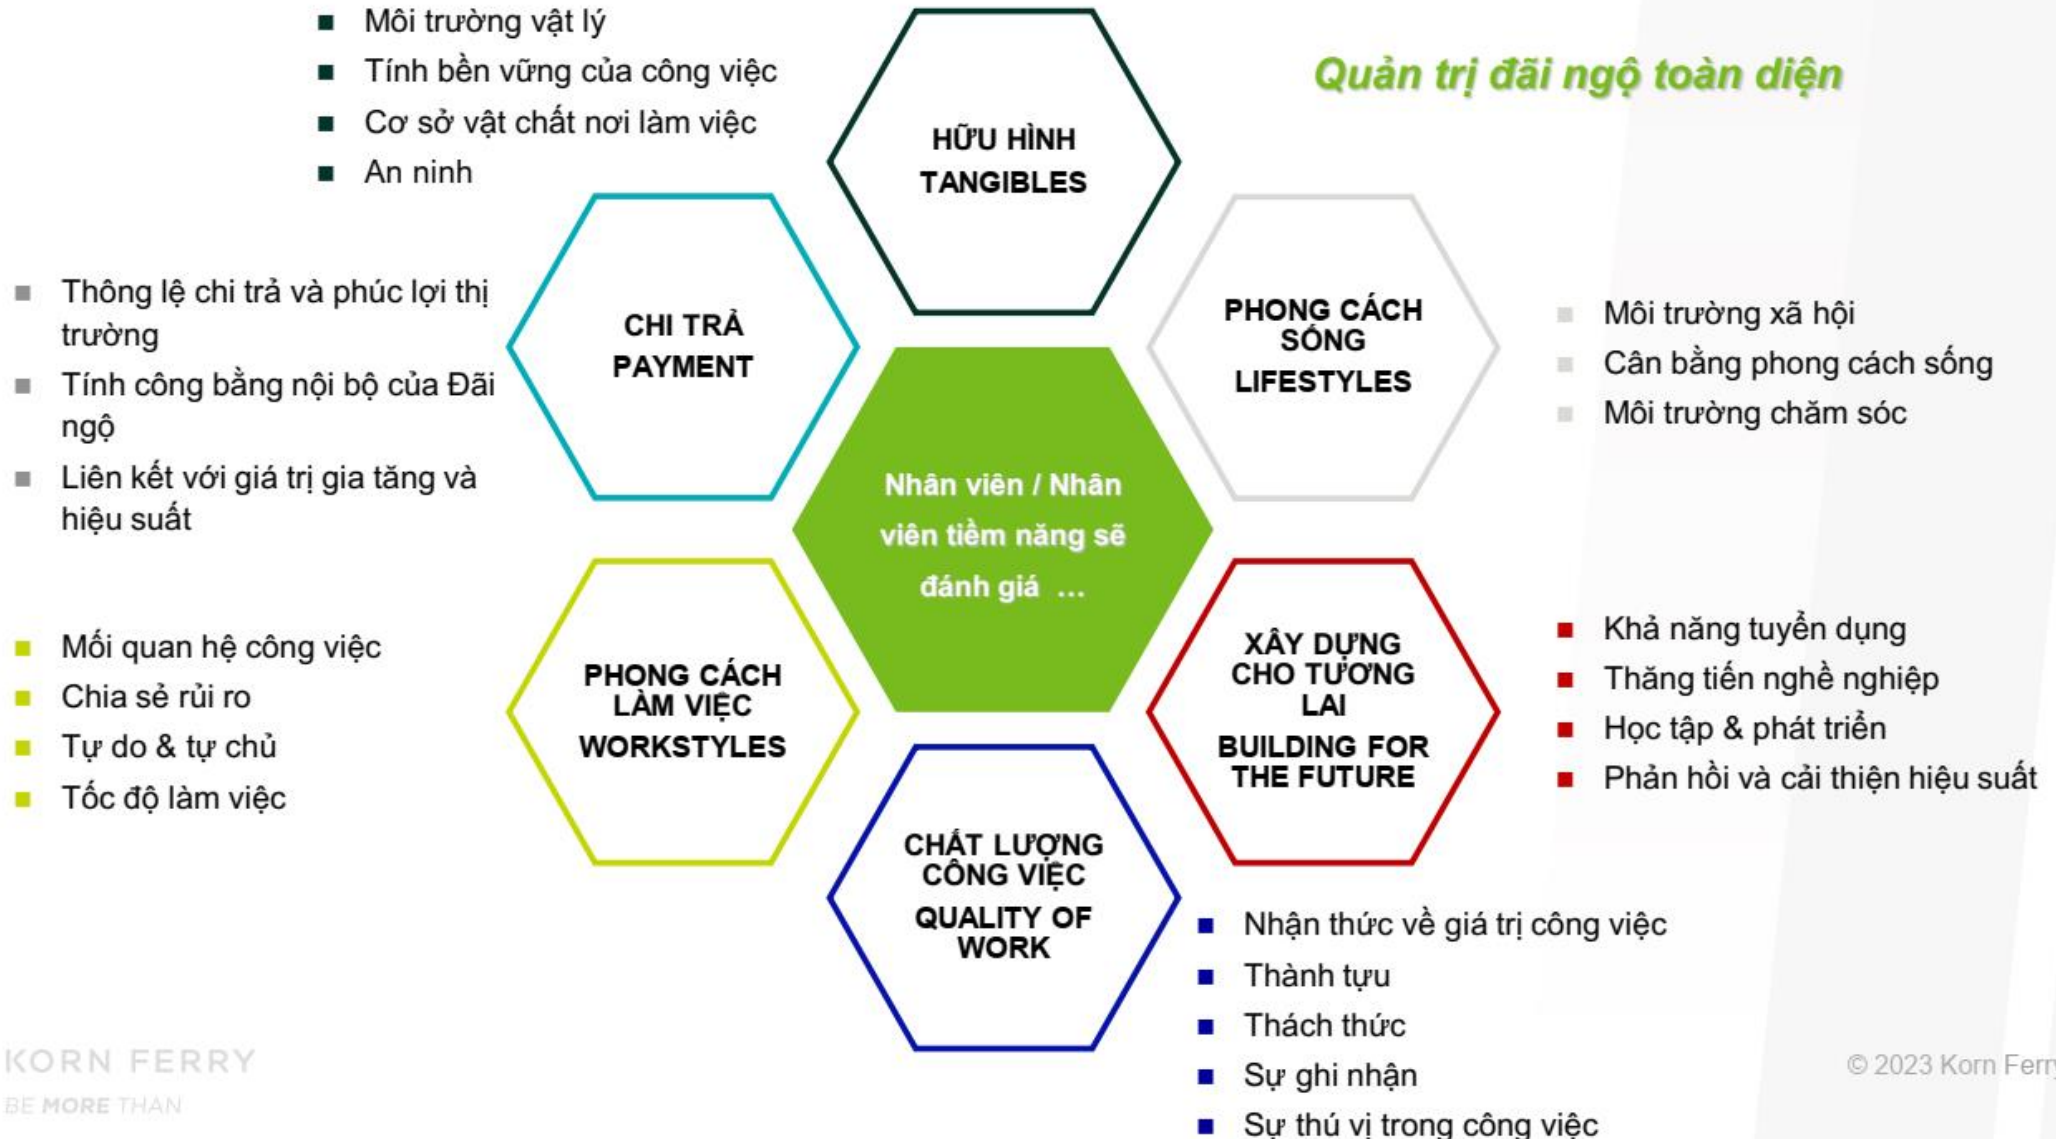 Quản trị đãi ngộ toàn diện
Môi trường vật lý
Tính bền vững của công việc
Cơ sở vật chất nơi làm việc
An ninh
HỮU HÌNH
TANGIBLES
Thông lệ chi trả và phúc lợi thị
trường
Tính công bằng nội bộ của Đãi
ngộ
Liên kết với giá trị gia tăng và
hiệu suất
CHI TRẢ
PAYMENT
PHONG CÁCH
SỐNG
LIFESTYLES
Môi trường xã hội
Cân bằng phong cách sống
Môi trường chăm sóc
Nhân viên / Nhân
viên tiềm năng sẽ
đánh giá ...
Mối quan hệ công việc
Chia sẻ rủi ro
Tự do & tự chủ
Tốc độ làm việc
PHONG CÁCH
LÀM VIỆC
WORKSTYLES
XÂY DỰNG
CHO TƯƠNG
LAI
BUILDING FOR
THE FUTURE
Khả năng tuyển dụng
Thăng tiến nghề nghiệp
Học tập & phát triển
Phản hồi và cải thiện hiệu suất
CHẤT LƯỢNG
CÔNG VIỆC
QUALITY OF
WORK
Nhận thức về giá trị công việc
Thành tựu
Thách thức
Sự ghi nhận
Sự thú vị trong công việc
KORN FERRY
BE MORE THAN
© 2023 Korn Ferry